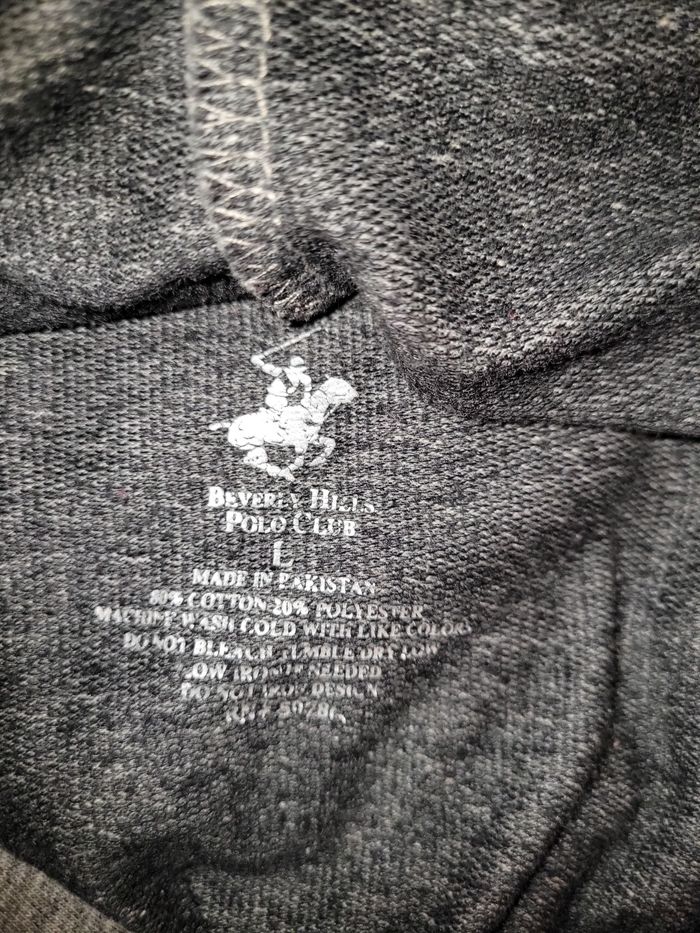 BEVERLY HILLS
POLO CLUB
L
MADE IN PAKISTAN
80% COTTON 20% POLYESTER
MACHINE WASH COLD WITH LIKE COLORS
DO NOT BLEACH TUMBLE DRY LOW
LOW IRON IF NEEDED
DO NOT IRON DESIGN